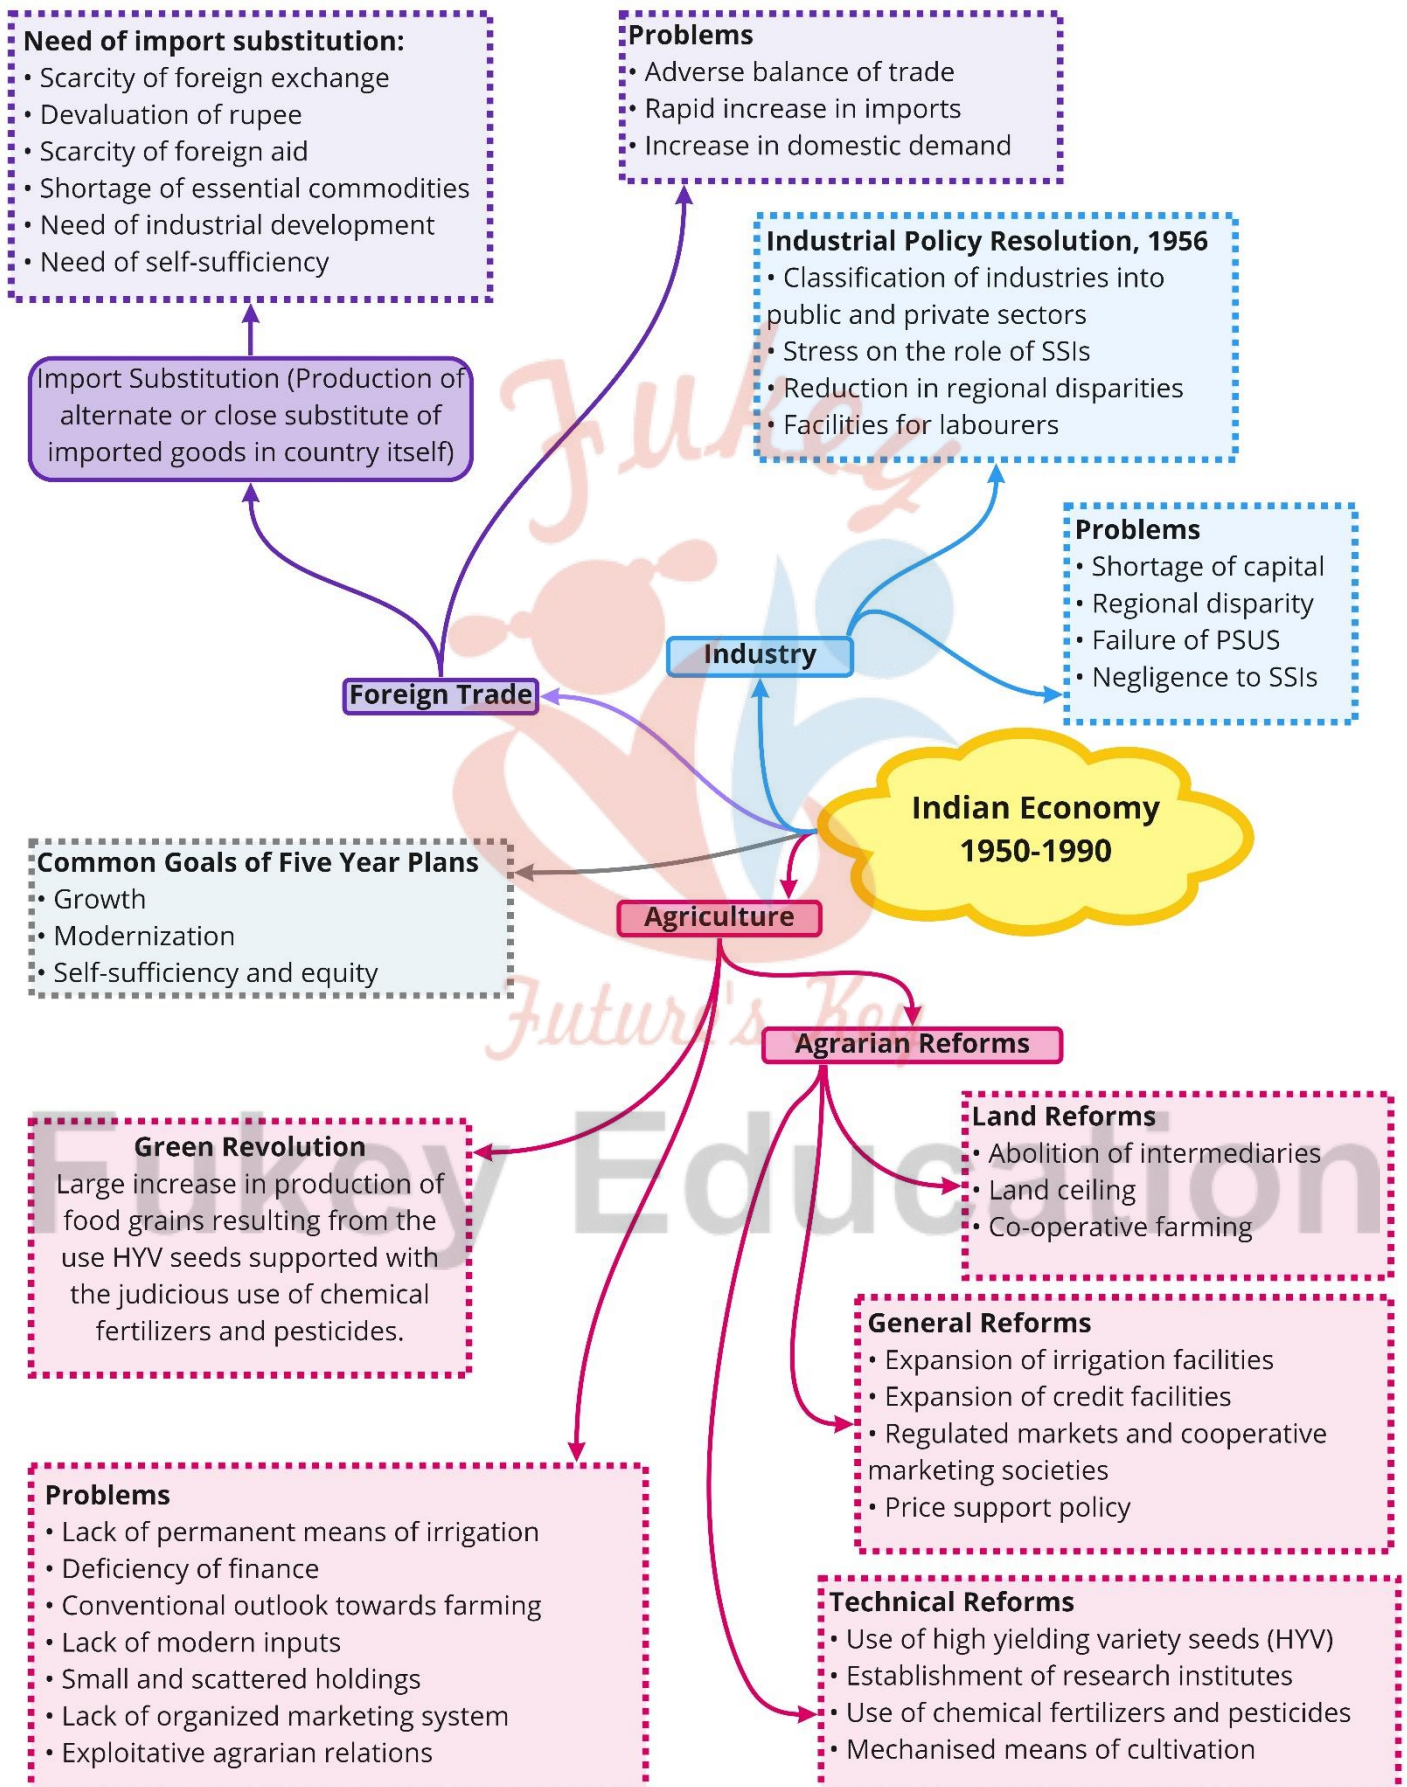 Need of import substitution:
• Scarcity of foreign exchange
• Devaluation of rupee
• Scarcity of foreign aid
• Shortage of essential commodities
• Need of industrial development
• Need of self-sufficiency
Problems
• Adverse balance of trade
• Rapid increase in imports
• Increase in domestic demand
Industrial Policy Resolution, 1956
• Classification of industries into
public and private sectors
• Stress on the role of SSIs
• Reduction in regional disparities
• Facilities for labourers
Import Substitution (Production of
alternate or close substitute of
imported goods in country itself)
Fukey
Problems
• Shortage of capital
• Regional disparity
• Failure of PSUS
• Negligence to SSIs
Industry
Foreign Trade
Indian Economy
1950-1990
Common Goals of Five Year Plans
• Growth
• Modernization
• Self-sufficiency and equity
Agriculture
Future's Key
Agrarian Reforms
Fukey Education
Green Revolution
Large increase in production of
food grains resulting from the
use HYV seeds supported with
the judicious use of chemical
fertilizers and pesticides.
Land Reforms
• Abolition of intermediaries
• Land ceiling
• Co-operative farming
General Reforms
• Expansion of irrigation facilities
• Expansion of credit facilities
• Regulated markets and cooperative
marketing societies
• Price support policy
Problems
• Lack of permanent means of irrigation
• Deficiency of finance
• Conventional outlook towards farming
• Lack of modern inputs
• Small and scattered holdings
• Lack of organized marketing system
• Exploitative agrarian relations
Technical Reforms
• Use of high yielding variety seeds (HYV)
• Establishment of research institutes
• Use of chemical fertilizers and pesticides
• Mechanised means of cultivation